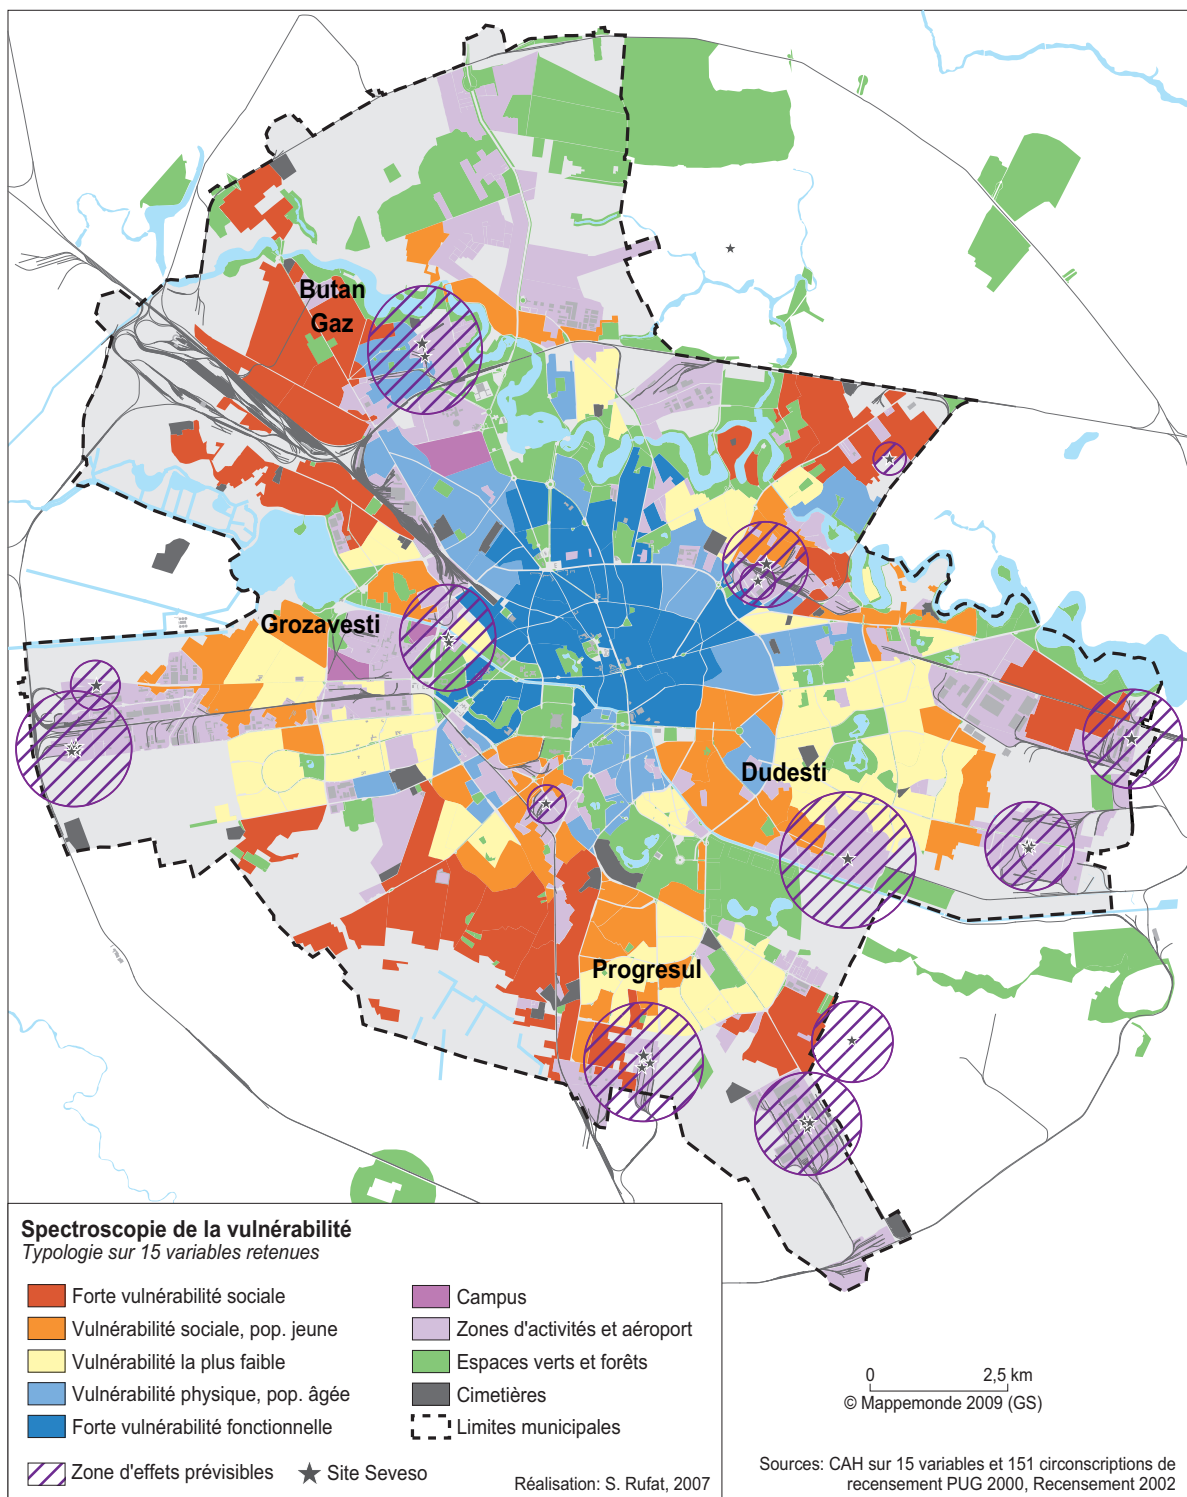 Butan
Gaz
Grozavesti
Dudesti
Progresul
Spectroscopie de la vulnérabilité
Typologie sur 15 variables retenues
Forte vulnérabilité sociale
Vulnérabilité sociale, pop. jeune
Vulnérabilité la plus faible
Vulnérabilité physique, pop. âgée
Forte vulnérabilité fonctionnelle
Zone d'effets prévisibles
Site Seveso
Campus
Zones d'activités et aéroport
Espaces verts et forêts
Cimetières
Limites municipales
Réalisation: S. Rufat, 2007
0 2,5 km
© Mappemonde 2009 (GS)
Sources: CAH sur 15 variables et 151 circonscriptions de
recensement PUG 2000, Recensement 2002